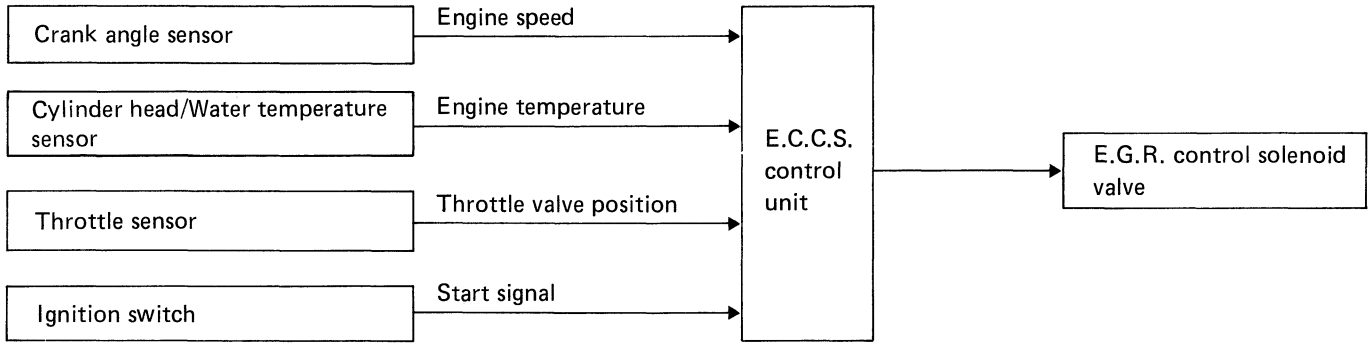 Crank angle sensor
Engine speed
Cylinder head/Water temperature
sensor
Engine temperature
Throttle sensor
Throttle valve position
Ignition switch
Start signal
E.C.C.S.
control
unit
E.G.R. control solenoid
valve